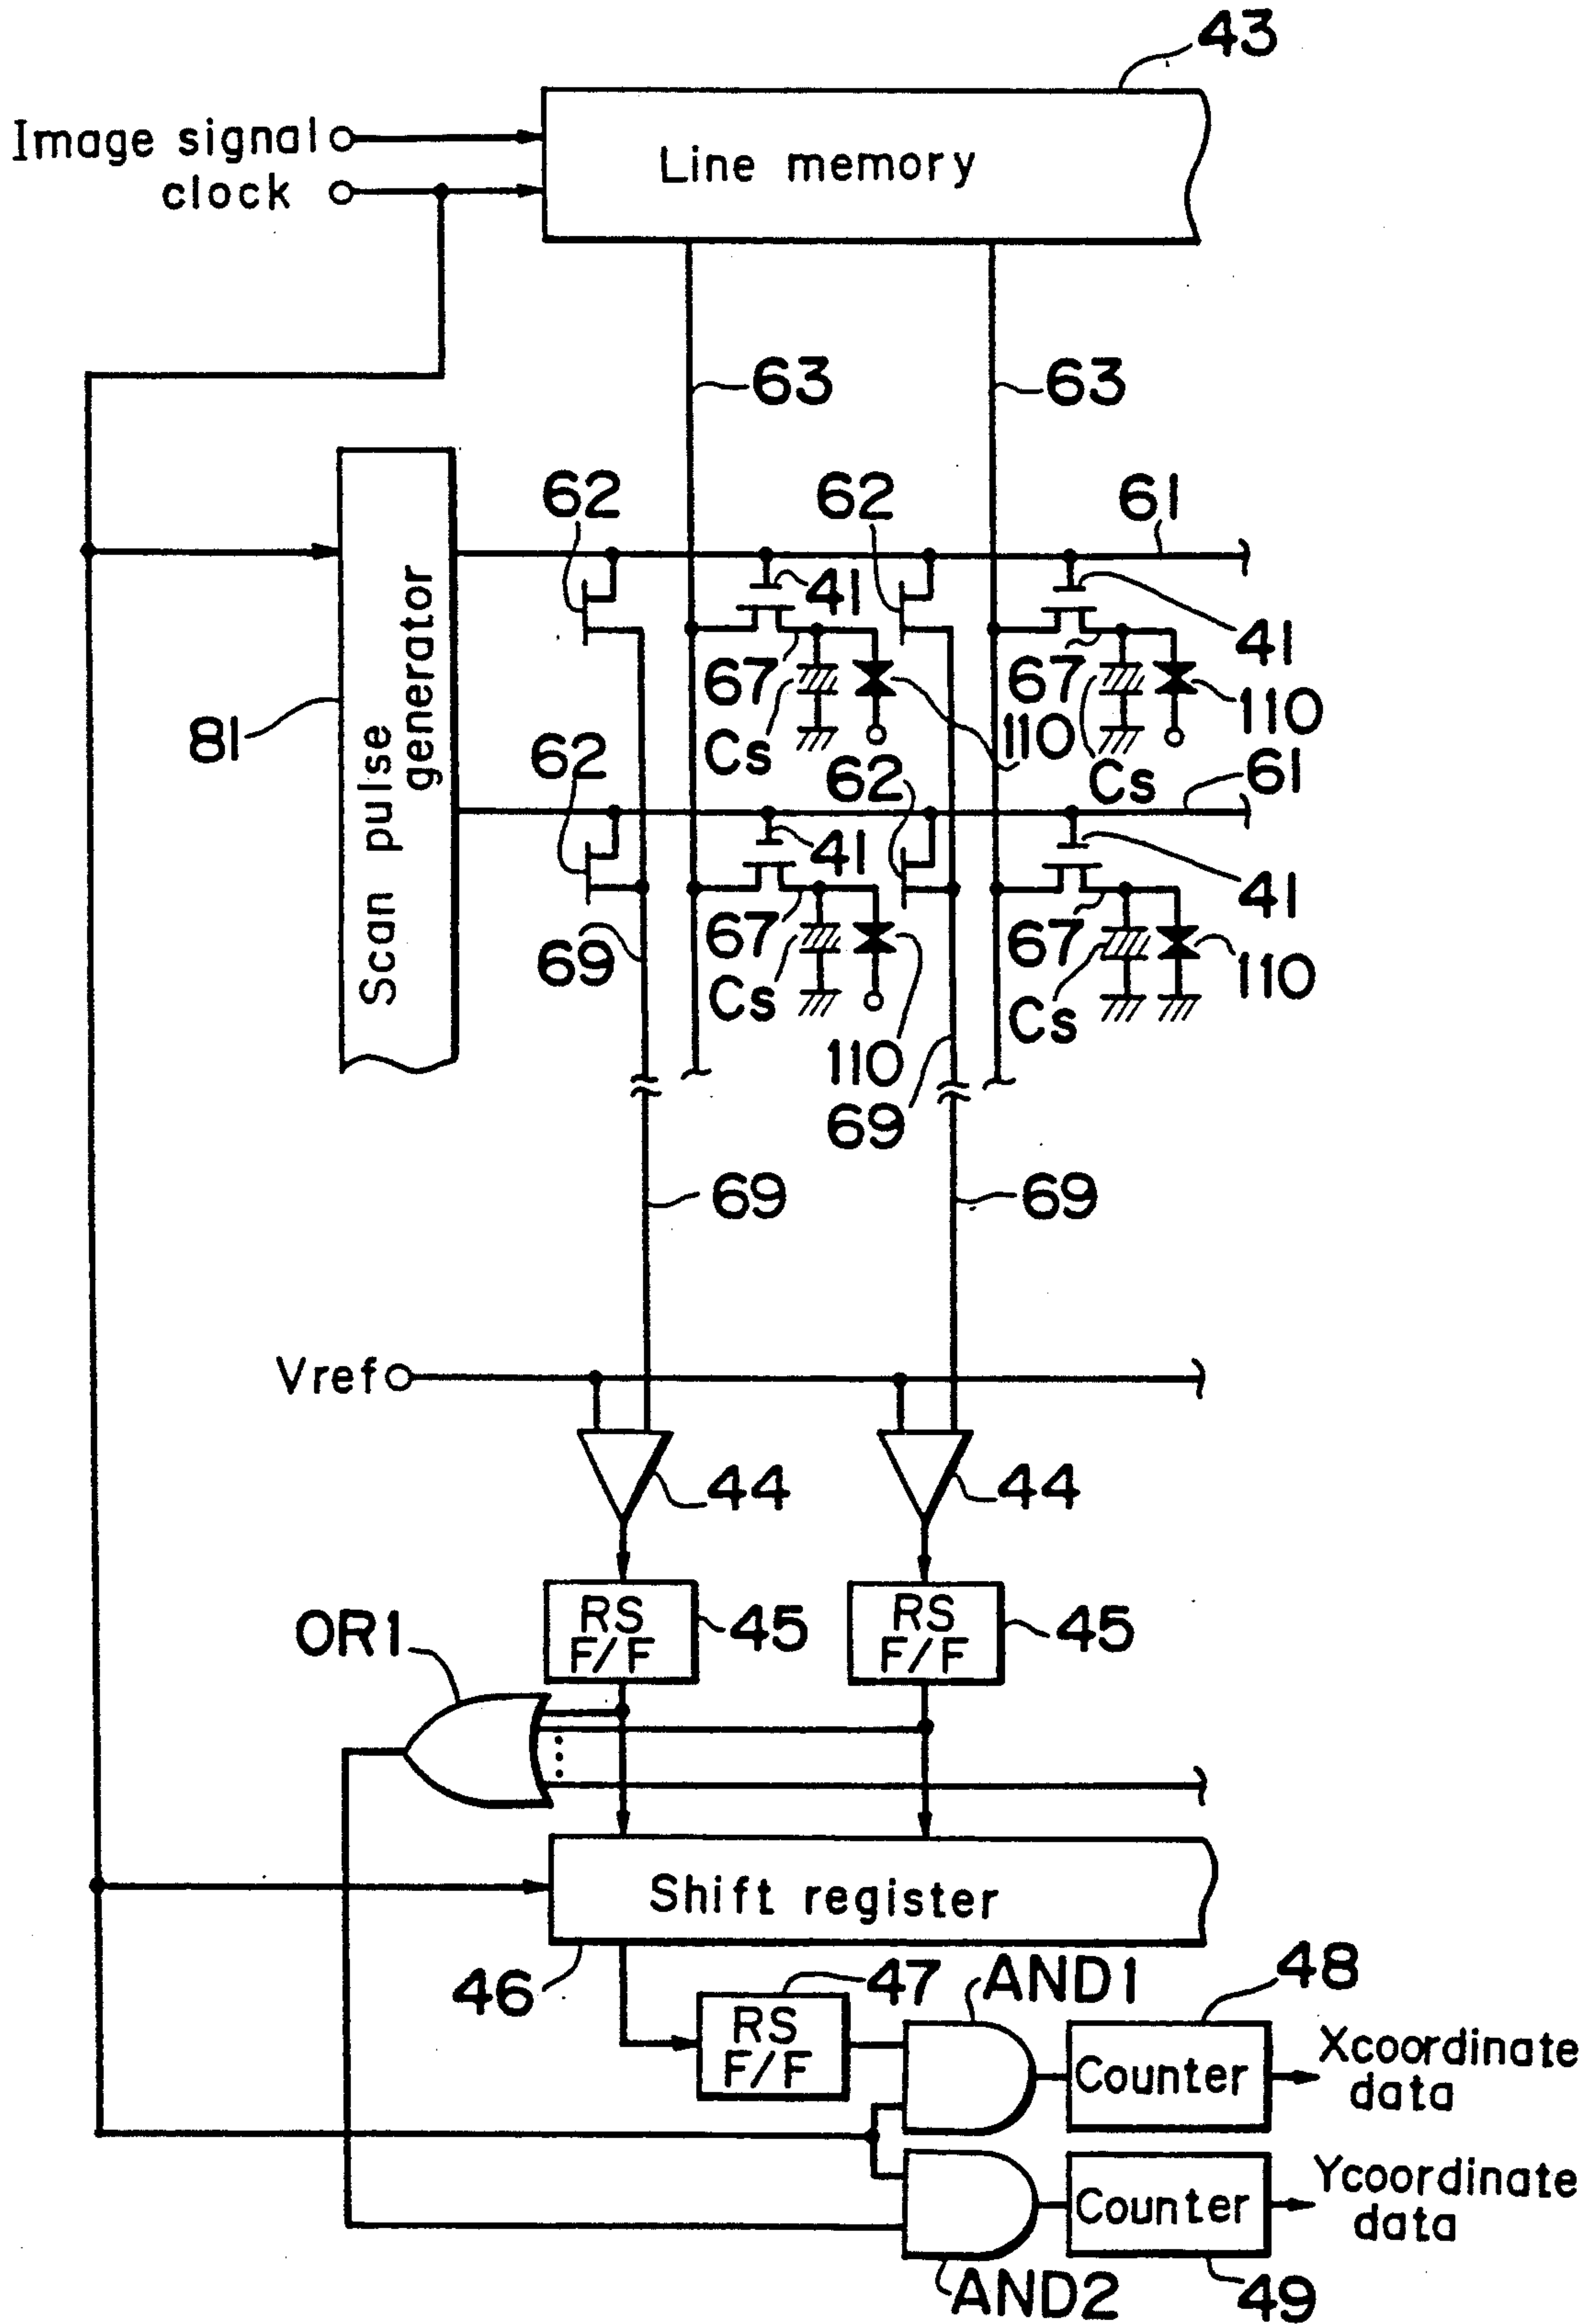 43
Image signal
clock
Line memory
63
63
62
62
61
41
41
67
67
Cs
110
110
Cs
81
Scan pulse
generator
62
62
61
41
41
67
67
69
Cs
110
Cs
110
69
69
69
Vref
44
44
RS
F/F
45
RS
F/F
45
OR1
Shift register
46
47
AND1
48
RS
F/F
Counter
Xcoordinate
data
Counter
Ycoordinate
data
AND2
49